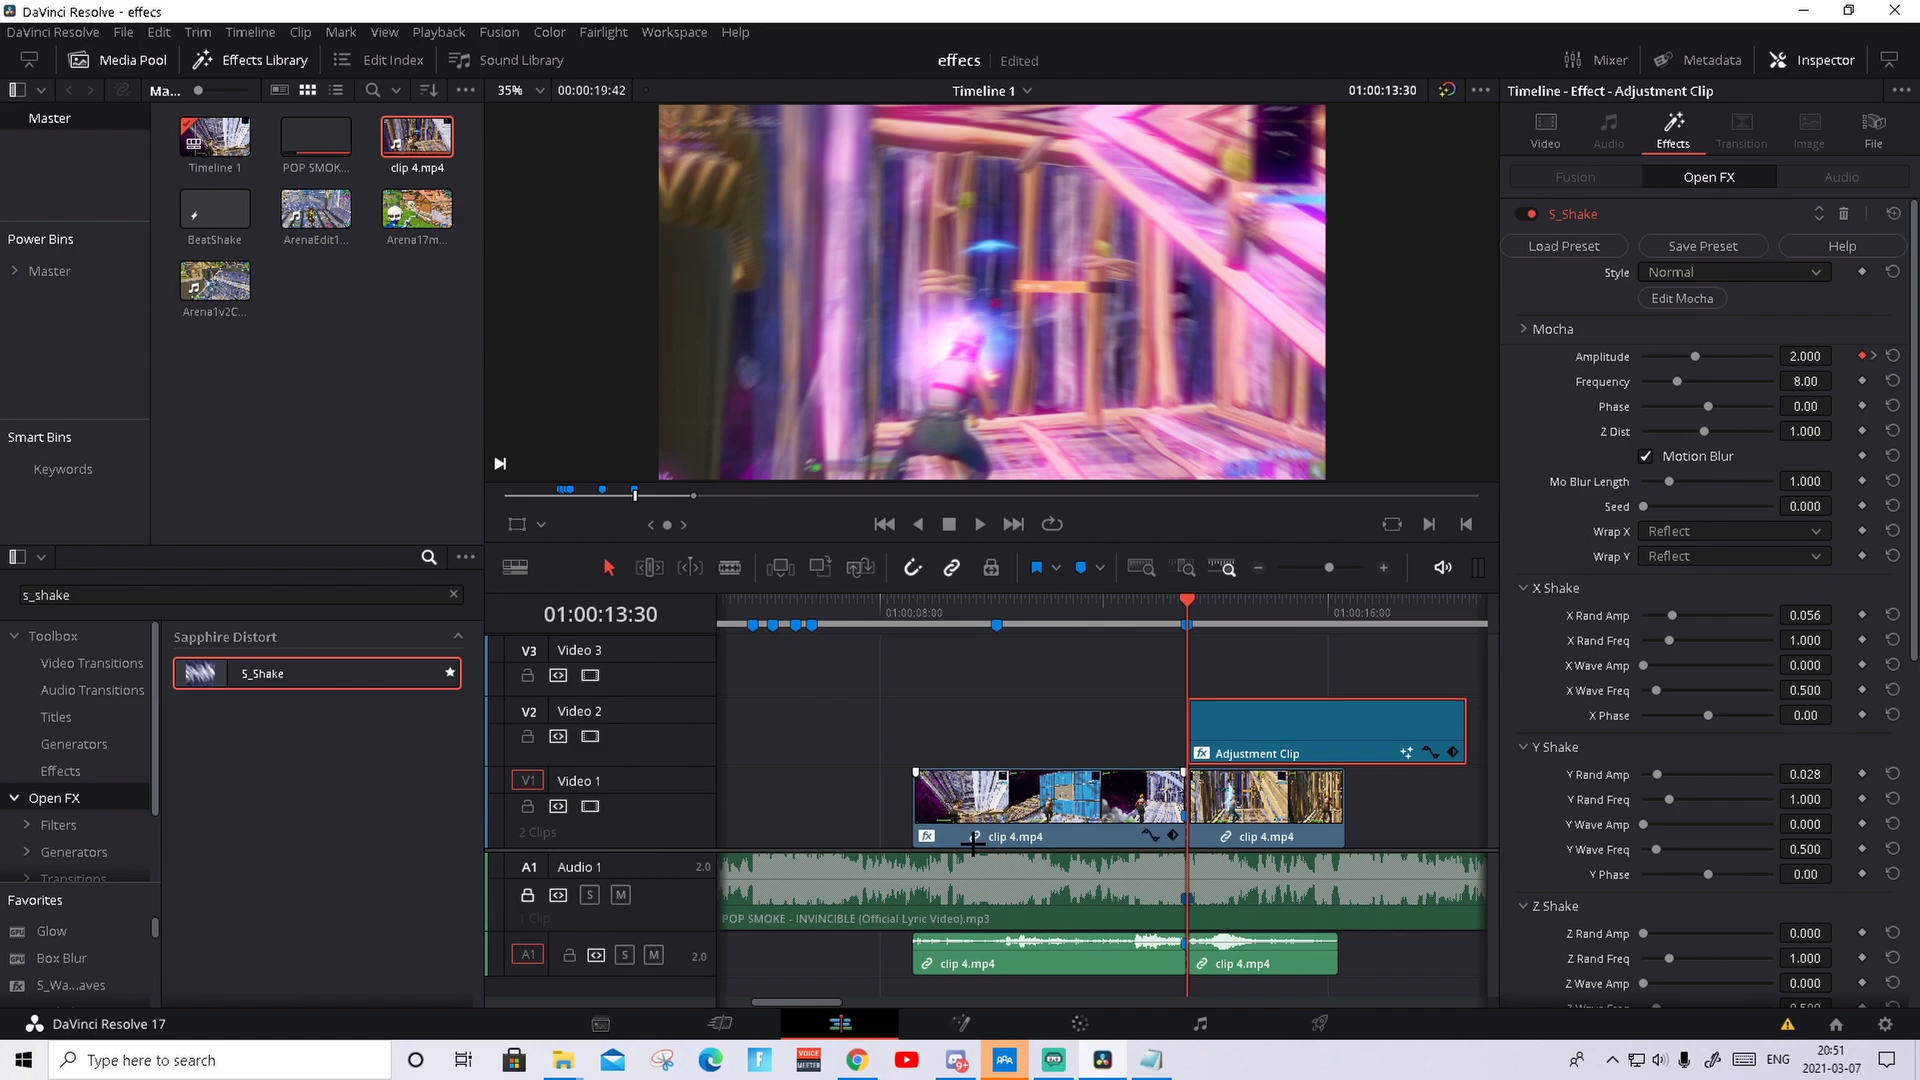 DaVinci Resolve - effecs
DaVinci Resolve File Edit Trim Timeline Clip Mark View Playback Fusion Color Fairlight Workspace Help
Media Pool Effects Library Edit Index Sound Library effecs Edited Mixer Metadata Inspector
Ma... 35% 00:00:19:42 Timeline 1 01:00:13:30 Timeline - Effect - Adjustment Clip
Master
Timeline 1 POP SMOK... clip 4.mp4
BeatShake ArenaEdit1... Arena17m...
Arena1v2C...
Power Bins
Master
Smart Bins
Keywords
Video Audio Effects Transition Image File
Fusion Open FX Audio
S_Shake
Load Preset Save Preset Help
Style Normal
Edit Mocha
Mocha
Amplitude 2.000
Frequency 8.00
Phase 0.00
Z Dist 1.000
Motion Blur
Mo Blur Length 1.000
Seed 0.000
Wrap X Reflect
Wrap Y Reflect
X Shake
X Rand Amp 0.056
X Rand Freq 1.000
X Wave Amp 0.000
X Wave Freq 0.500
X Phase 0.00
Y Shake
Y Rand Amp 0.028
Y Rand Freq 1.000
Y Wave Amp 0.000
Y Wave Freq 0.500
Y Phase 0.00
Z Shake
Z Rand Amp 0.000
Z Rand Freq 1.000
Z Wave Amp 0.000
s_shake
Toolbox
Video Transitions
Audio Transitions
Titles
Generators
Effects
Open FX
Filters
Generators
Transitions
Favorites
Glow
Box Blur
S_Wa...aves
Sapphire Distort
S_Shake
01:00:13:30
01:00:08:00 01:00:16:00
V3 Video 3
V2 Video 2
Adjustment Clip
V1 Video 1
2 Clips
clip 4.mp4 clip 4.mp4
A1 Audio 1 2.0
S M
1 Clip
POP SMOKE - INVINCIBLE (Official Lyric Video).mp3
A1 S M 2.0
clip 4.mp4 clip 4.mp4
DaVinci Resolve 17
Type here to search
VOICE MEETER
ENG
20:51
2021-03-07